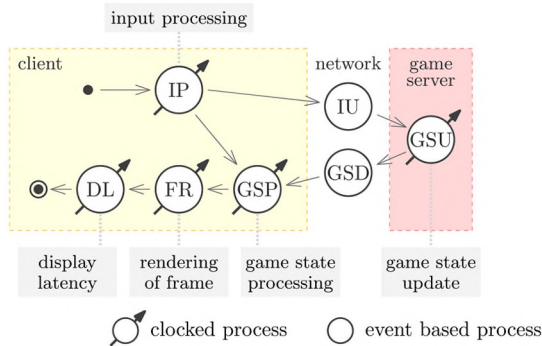 input processing
client
network
game
server
IP
IU
GSU
GSD
DL
FR
GSP
display
latency
rendering
of frame
game state
processing
game state
update
clocked process
event based process